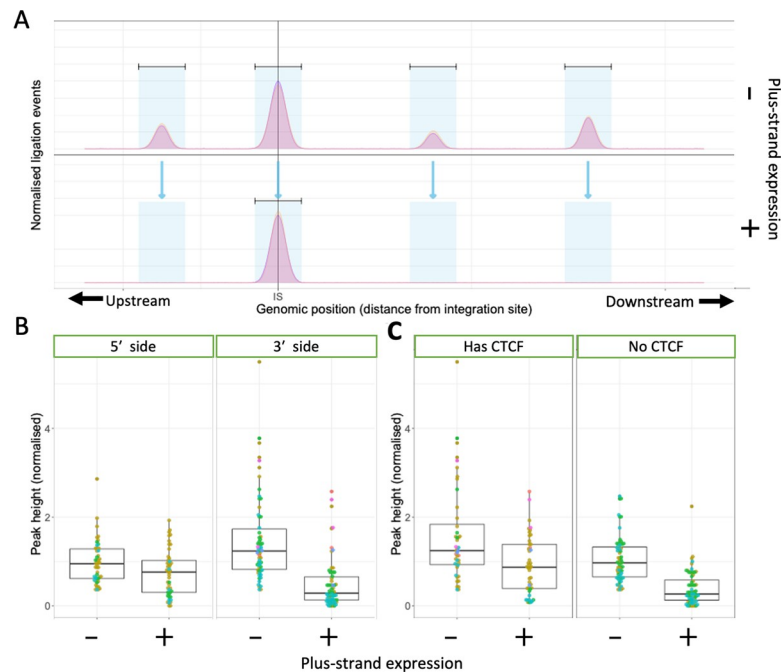 A
Normalised ligation events
−
+
Plus-strand expression
IS
Upstream
Genomic position (distance from integration site)
Downstream
B
5' side
3' side
Peak height (normalised)
4
2
0
− + − +
C
Has CTCF
No CTCF
Peak height (normalised)
4
2
0
− + − +
Plus-strand expression